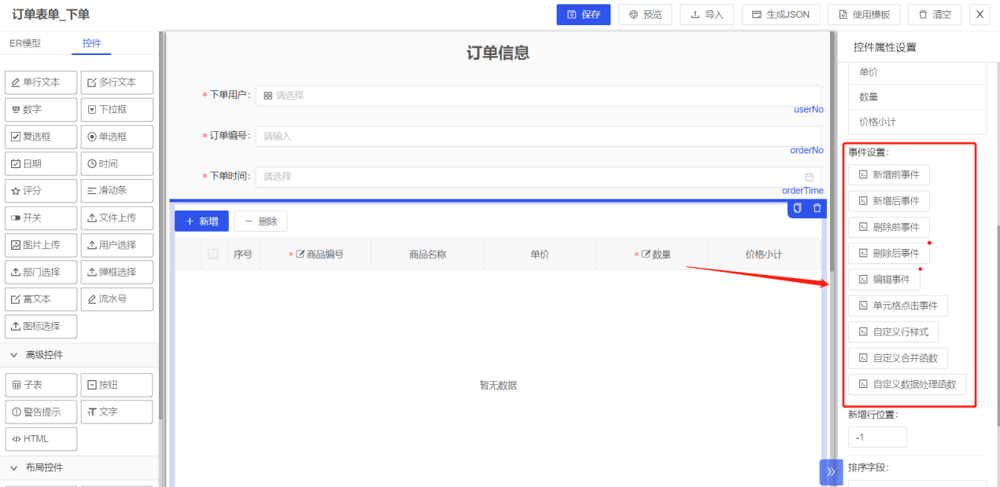 订单表单_下单
保存
预览
导入
生成JSON
使用模板
清空
ER模型
控件
单行文本
多行文本
数字
下拉框
复选框
单选框
日期
时间
评分
滑动条
开关
文件上传
图片上传
用户选择
部门选择
弹框选择
富文本
流水号
图标选择
高级控件
子表
按钮
警告提示
文字
HTML
布局控件
订单信息
* 下单用户:
请选择
userNo
* 订单编号:
请输入
orderNo
* 下单时间:
请选择
orderTime
+ 新增
— 删除
序号
* 商品编号
商品名称
单价
* 数量
价格小计
暂无数据
控件属性设置
单价
数量
价格小计
事件设置:
新增前事件
新增后事件
删除前事件
删除后事件
编辑事件
单元格点击事件
自定义行样式
自定义合并函数
自定义数据处理函数
新增行位置:
-1
排序字段: